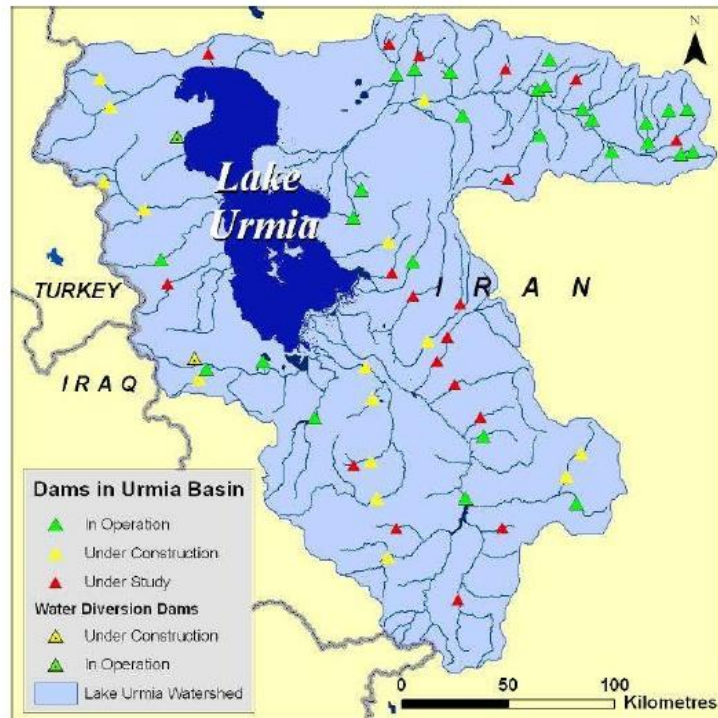 N
Lake
Urmia
TURKEY
I R A N
IRAQ
Dams in Urmia Basin
In Operation
Under Construction
Under Study
Water Diversion Dams
Under Construction
In Operation
Lake Urmia Watershed
0 50 100
Kilometres